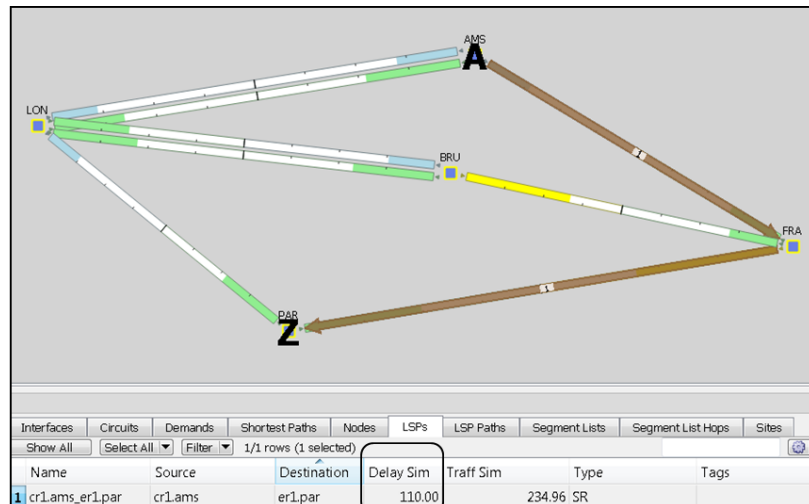 AMS
A
LON
1
BRU
FRA
1
PAR
Z
Interfaces Circuits Demands Shortest Paths Nodes LSPs LSP Paths Segment Lists Segment List Hops Sites
Show All Select All Filter 1/1 rows (1 selected)
Name Source Destination Delay Sim Traff Sim Type Tags
1 cr1.ams_er1.par cr1.ams er1.par 110.00 234.96 SR